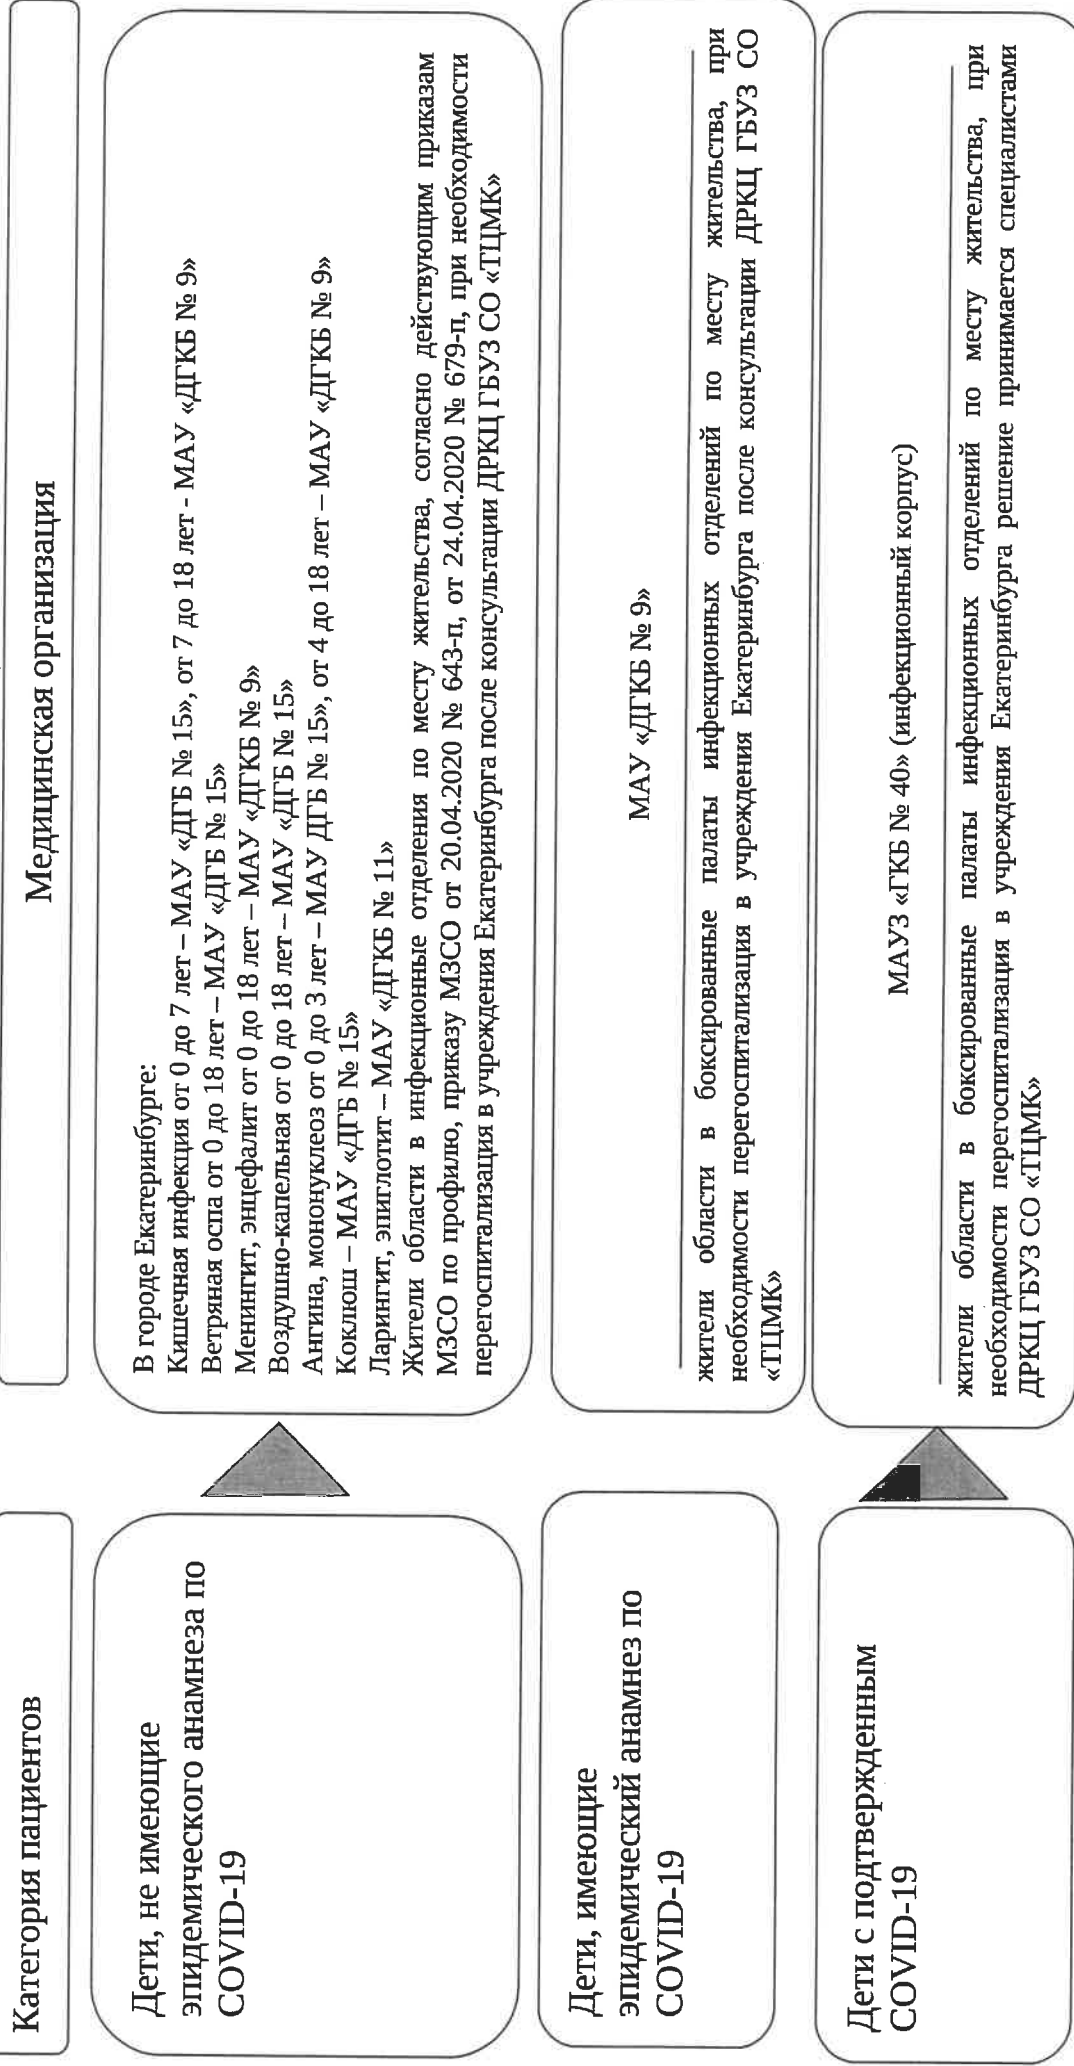 Категория пациентов
Медицинская организация
Дети, не имеющие
эпидемического анамнеза по
COVID-19
В городе Екатеринбурге:
Кишечная инфекция от 0 до 7 лет – МАУ «ДГБ № 15», от 7 до 18 лет - МАУ «ДГКБ № 9»
Ветряная оспа от 0 до 18 лет – МАУ «ДГБ № 15»
Менингит, энцефалит от 0 до 18 лет – МАУ «ДГКБ № 9»
Воздушно-капельная от 0 до 18 лет – МАУ «ДГБ № 15»
Ангина, мононуклеоз от 0 до 3 лет – МАУ ДГБ № 15», от 4 до 18 лет – МАУ «ДГКБ № 9»
Коклюш – МАУ «ДГБ № 15»
Ларингит, эпиглотит – МАУ «ДГКБ № 11»
Жители области в инфекционные отделения по месту жительства, согласно действующим приказам
МЗСО по профилю, приказу МЗСО от 20.04.2020 № 643-п, от 24.04.2020 № 679-п, при необходимости
перегоспитализация в учреждения Екатеринбурга после консультации ДРКЦ ГБУЗ СО «ТЦМК»
Дети, имеющие
эпидемический анамнез по
COVID-19
МАУ «ДГКБ № 9»
жители области в боксированные палаты инфекционных отделений по месту жительства, при
необходимости перегоспитализация в учреждения Екатеринбурга после консультации ДРКЦ ГБУЗ СО
«ТЦМК»
Дети с подтвержденным
COVID-19
МАУЗ «ГКБ № 40» (инфекционный корпус)
жители области в боксированные палаты инфекционных отделений по месту жительства, при
необходимости перегоспитализация в учреждения Екатеринбурга решение принимается специалистами
ДРКЦ ГБУЗ СО «ТЦМК»